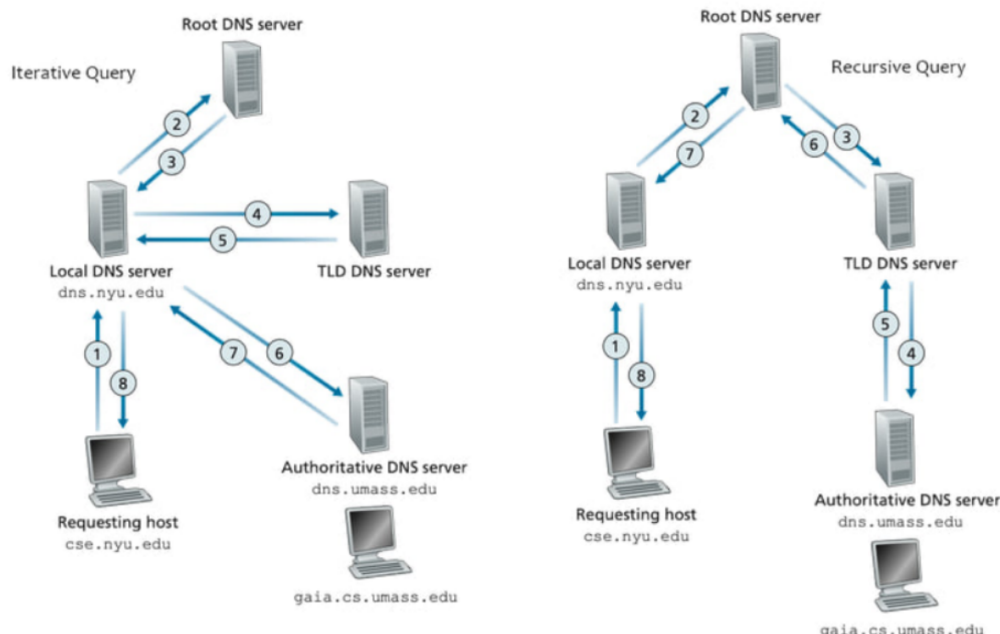 Iterative Query
Root DNS server
2
3
4
5
Local DNS server
dns.nyu.edu
TLD DNS server
1
8
7
6
Requesting host
cse.nyu.edu
Authoritative DNS server
dns.umass.edu
gaia.cs.umass.edu
Root DNS server
Recursive Query
2
7
6
3
Local DNS server
dns.nyu.edu
TLD DNS server
1
8
5
4
Requesting host
cse.nyu.edu
Authoritative DNS server
dns.umass.edu
gaia.cs.umass.edu